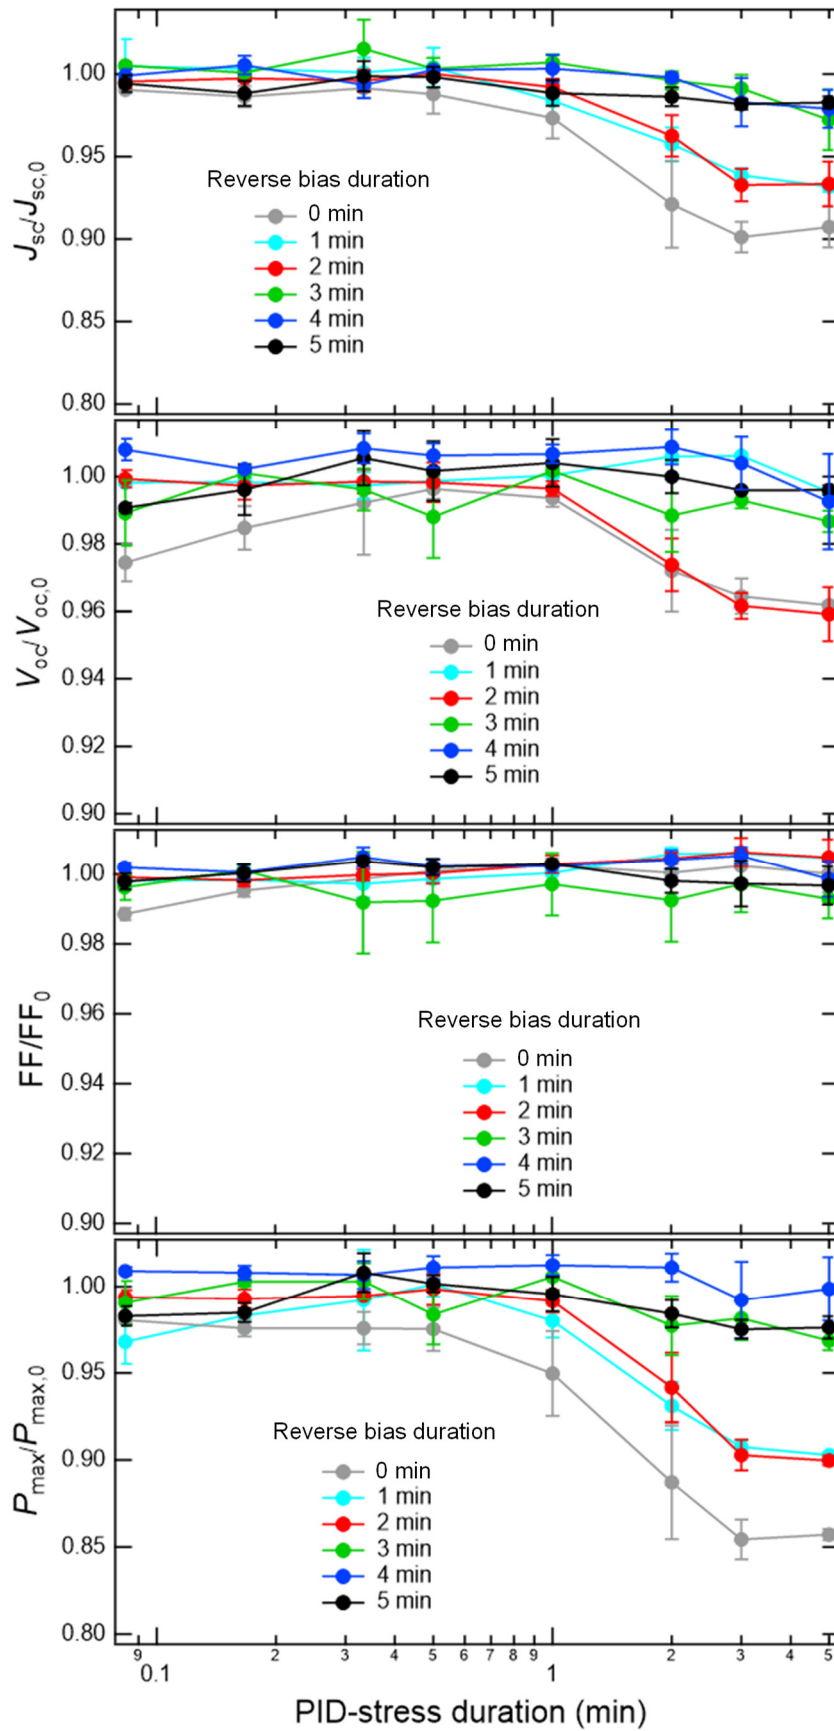 1.00
0.95
0.90
0.85
0.80
Jsc/Jsc,0
Reverse bias duration
0 min
1 min
2 min
3 min
4 min
5 min
1.00
0.98
0.96
0.94
0.92
0.90
Voc/Voc,0
Reverse bias duration
0 min
1 min
2 min
3 min
4 min
5 min
1.00
0.98
0.96
0.94
0.92
0.90
FF/FF0
Reverse bias duration
0 min
1 min
2 min
3 min
4 min
5 min
1.00
0.95
0.90
0.85
0.80
Pmax/Pmax,0
Reverse bias duration
0 min
1 min
2 min
3 min
4 min
5 min
9 2 3 4 5 6 7 8 9 2 3 4 5
0.1 1
PID-stress duration (min)